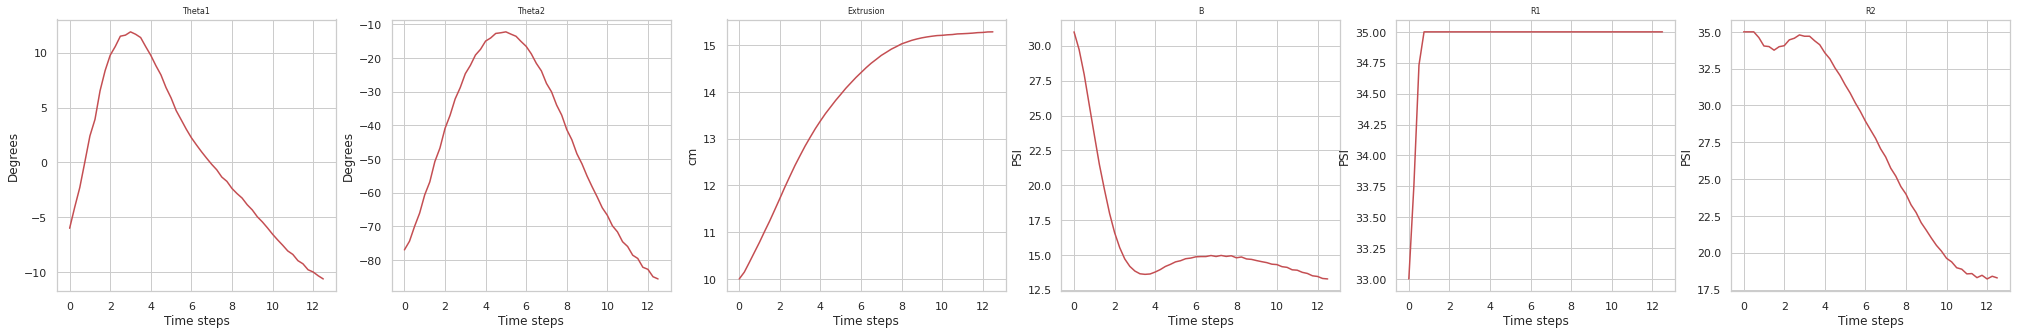 Theta1
10
5
0
−5
−10
Degrees
0 2 4 6 8 10 12
Time steps
Theta2
−10
−20
−30
−40
−50
−60
−70
−80
Degrees
0 2 4 6 8 10 12
Time steps
Extrusion
15
14
13
12
11
10
cm
0 2 4 6 8 10 12
Time steps
B
30.0
27.5
25.0
22.5
20.0
17.5
15.0
12.5
PSI
0 2 4 6 8 10 12
Time steps
R1
35.00
34.75
34.50
34.25
34.00
33.75
33.50
33.25
33.00
PSI
0 2 4 6 8 10 12
Time steps
R2
35.0
32.5
30.0
27.5
25.0
22.5
20.0
17.5
PSI
0 2 4 6 8 10 12
Time steps